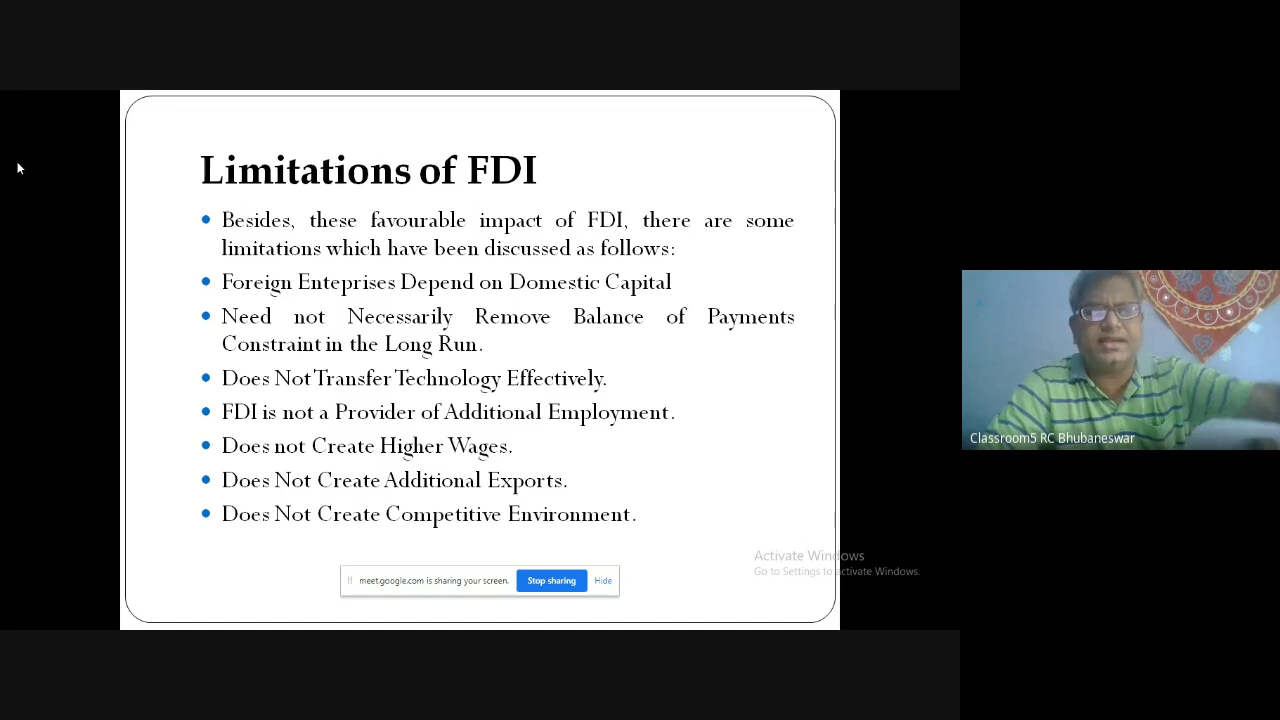 Limitations of FDI
Besides, these favourable impact of FDI, there are some
limitations which have been discussed as follows:
Foreign Enteprises Depend on Domestic Capital
Need not Necessarily Remove Balance of Payments
Constraint in the Long Run.
Does Not Transfer Technology Effectively.
FDI is not a Provider of Additional Employment.
Does not Create Higher Wages.
Does Not Create Additional Exports.
Does Not Create Competitive Environment.
Activate Windows
Go to Settings to activate Windows.
meet.google.com is sharing your screen. Stop sharing Hide
Classroom5 RC Bhubaneswar